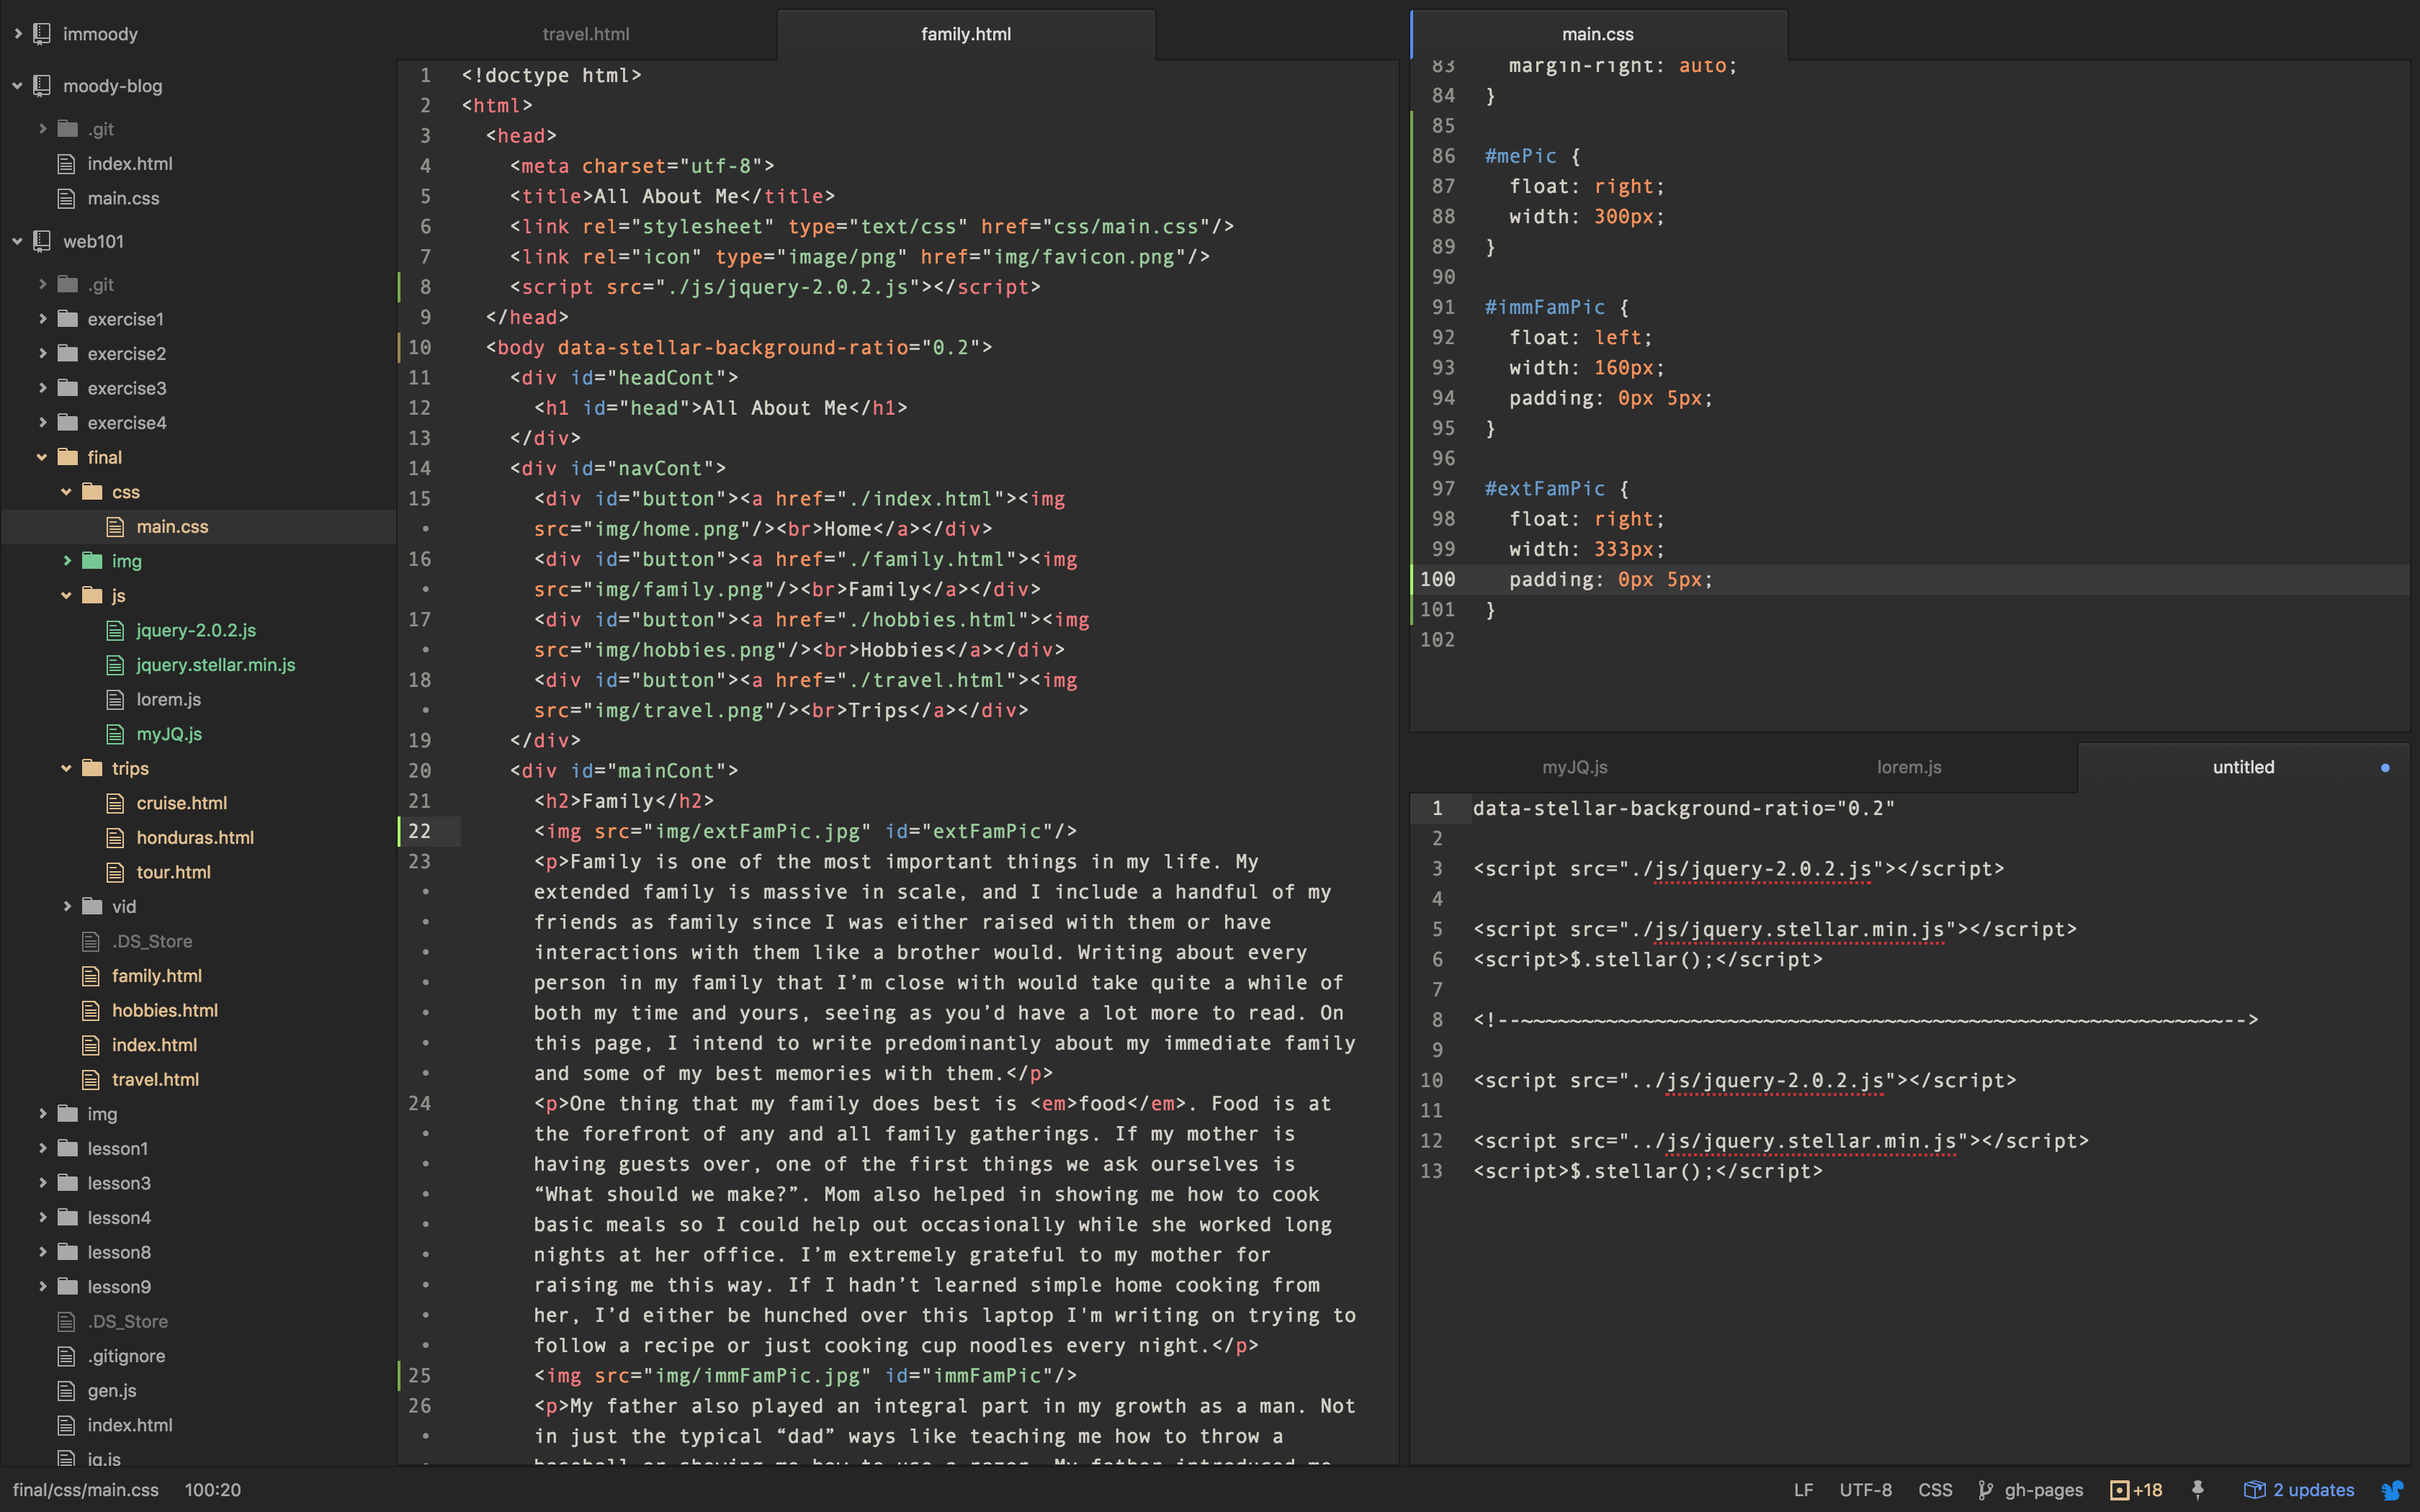 immoody
moody-blog
.git
index.html
main.css
web101
.git
exercise1
exercise2
exercise3
exercise4
final
css
main.css
img
js
jquery-2.0.2.js
jquery.stellar.min.js
lorem.js
myJQ.js
trips
cruise.html
honduras.html
tour.html
vid
.DS_Store
family.html
hobbies.html
index.html
travel.html
img
lesson1
lesson3
lesson4
lesson8
lesson9
.DS_Store
.gitignore
gen.js
index.html
travel.html
family.html
1 <!doctype html>
2 <html>
3 <head>
4 <meta charset="utf-8">
5 <title>All About Me</title>
6 <link rel="stylesheet" type="text/css" href="css/main.css"/>
7 <link rel="icon" type="image/png" href="img/favicon.png"/>
8 <script src="./js/jquery-2.0.2.js"></script>
9 </head>
10 <body data-stellar-background-ratio="0.2">
11 <div id="headCont">
12 <h1 id="head">All About Me</h1>
13 </div>
14 <div id="navCont">
15 <div id="button"><a href="./index.html"><img
• src="img/home.png"/><br>Home</a></div>
16 <div id="button"><a href="./family.html"><img
• src="img/family.png"/><br>Family</a></div>
17 <div id="button"><a href="./hobbies.html"><img
• src="img/hobbies.png"/><br>Hobbies</a></div>
18 <div id="button"><a href="./travel.html"><img
• src="img/travel.png"/><br>Trips</a></div>
19 </div>
20 <div id="mainCont">
21 <h2>Family</h2>
22 <img src="img/extFamPic.jpg" id="extFamPic"/>
23 <p>Family is one of the most important things in my life. My
• extended family is massive in scale, and I include a handful of my
• friends as family since I was either raised with them or have
• interactions with them like a brother would. Writing about every
• person in my family that I’m close with would take quite a while of
• both my time and yours, seeing as you’d have a lot more to read. On
• this page, I intend to write predominantly about my immediate family
• and some of my best memories with them.</p>
24 <p>One thing that my family does best is <em>food</em>. Food is at
• the forefront of any and all family gatherings. If my mother is
• having guests over, one of the first things we ask ourselves is
• “What should we make?”. Mom also helped in showing me how to cook
• basic meals so I could help out occasionally while she worked long
• nights at her office. I’m extremely grateful to my mother for
• raising me this way. If I hadn’t learned simple home cooking from
• her, I’d either be hunched over this laptop I'm writing on trying to
• follow a recipe or just cooking cup noodles every night.</p>
25 <img src="img/immFamPic.jpg" id="immFamPic"/>
26 <p>My father also played an integral part in my growth as a man. Not
• in just the typical “dad” ways like teaching me how to throw a
• baseball or showing me how to use a razor. My father introduced me
main.css
83 margin-right: auto;
84 }
85
86 #mePic {
87 float: right;
88 width: 300px;
89 }
90
91 #immFamPic {
92 float: left;
93 width: 160px;
94 padding: 0px 5px;
95 }
96
97 #extFamPic {
98 float: right;
99 width: 333px;
100 padding: 0px 5px;
101 }
102
myJQ.js
lorem.js
untitled
1 data-stellar-background-ratio="0.2"
2
3 <script src="./js/jquery-2.0.2.js"></script>
4
5 <script src="./js/jquery.stellar.min.js"></script>
6 <script>$.stellar();</script>
7
8 <!--~~~~~~~~~~~~~~~~~~~~~~~~~~~~~~~~~~~~~~~~~~~~~~~~~~~~~~~~~~-->
9
10 <script src="../js/jquery-2.0.2.js"></script>
11
12 <script src="../js/jquery.stellar.min.js"></script>
13 <script>$.stellar();</script>
final/css/main.css 100:20
LF UTF-8 CSS gh-pages +18 2 updates